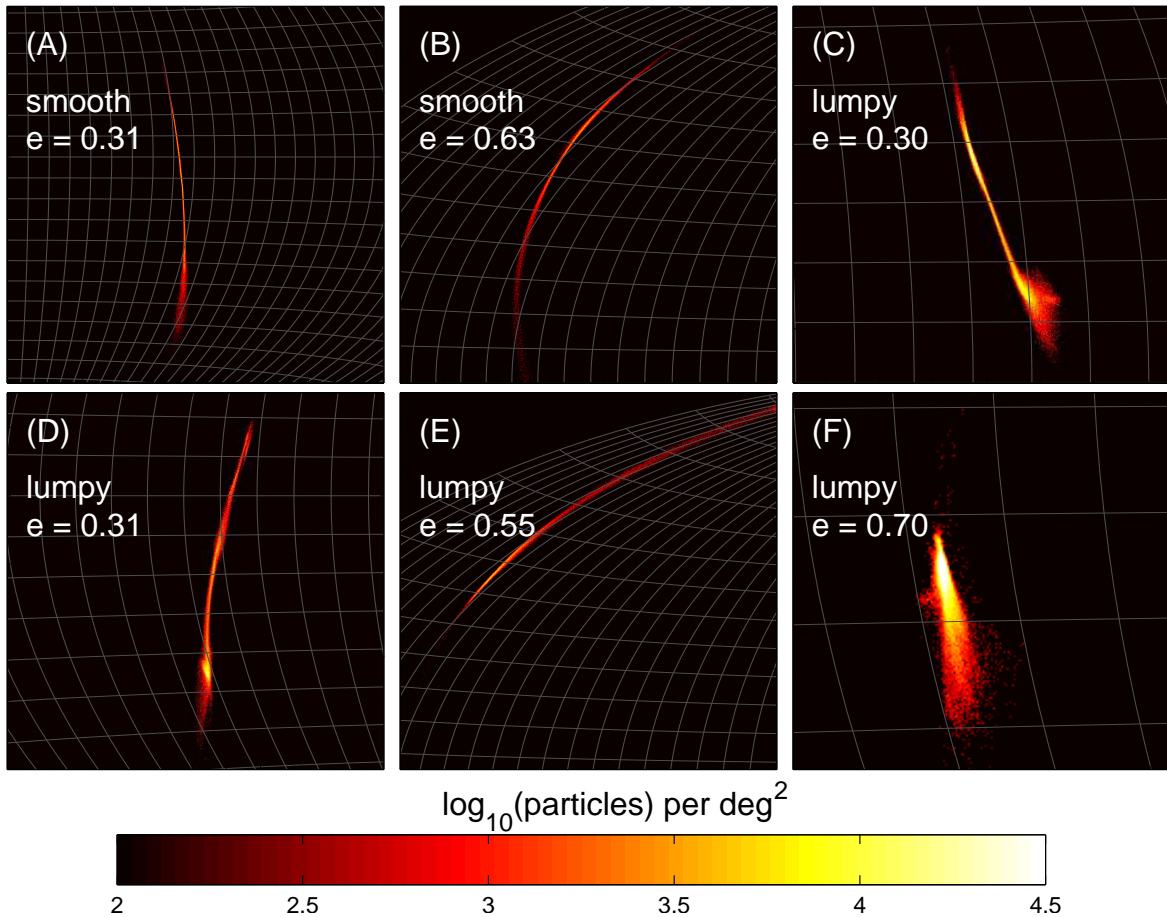 (A)
smooth
e = 0.31
(B)
smooth
e = 0.63
(C)
lumpy
e = 0.30
(D)
lumpy
e = 0.31
(E)
lumpy
e = 0.55
(F)
lumpy
e = 0.70
log₁₀(particles) per deg²
2 2.5 3 3.5 4 4.5